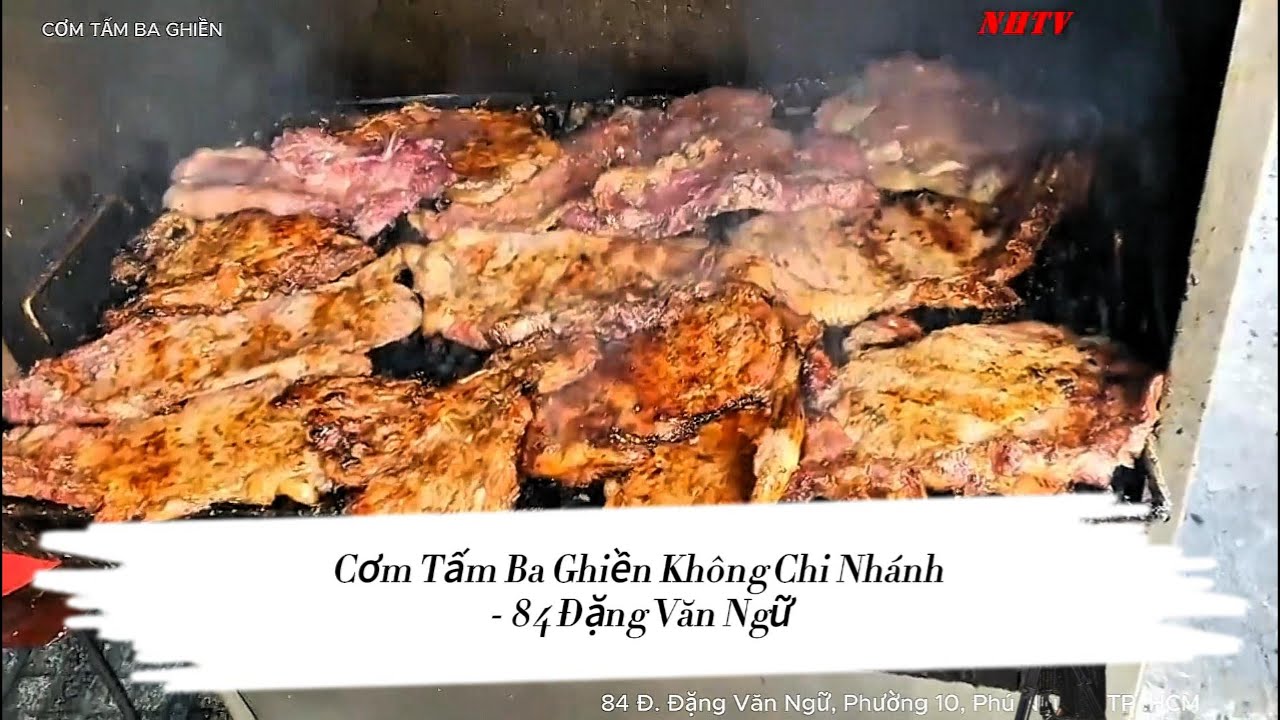 CƠM TẤM BA GHIỀN
NHTV
Cơm Tấm Ba Ghiền Không Chi Nhánh
- 84 Đặng Văn Ngữ
84 Đ. Đặng Văn Ngữ, Phường 10, Phú TP. HCM